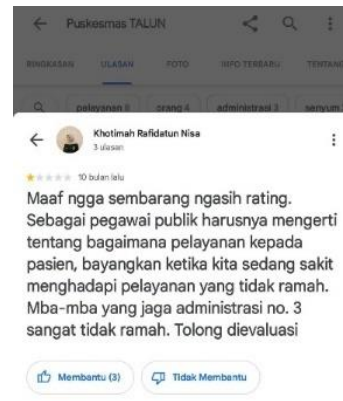 Puskesmas TALUN
RINGKASAN ULASAN FOTO INFO TERBARU TENTANG
pelayanan 8 orang 4 administrasi 3 senyum
Khotimah Rafidatun Nisa
3 ulasan
10 bulan lalu
Maaf ngga sembarang ngasih rating.
Sebagai pegawai publik harusnya mengerti
tentang bagaimana pelayanan kepada
pasien, bayangkan ketika kita sedang sakit
menghadapi pelayanan yang tidak ramah.
Mba-mba yang jaga administrasi no. 3
sangat tidak ramah. Tolong dievaluasi
Membantu (3) Tidak Membantu